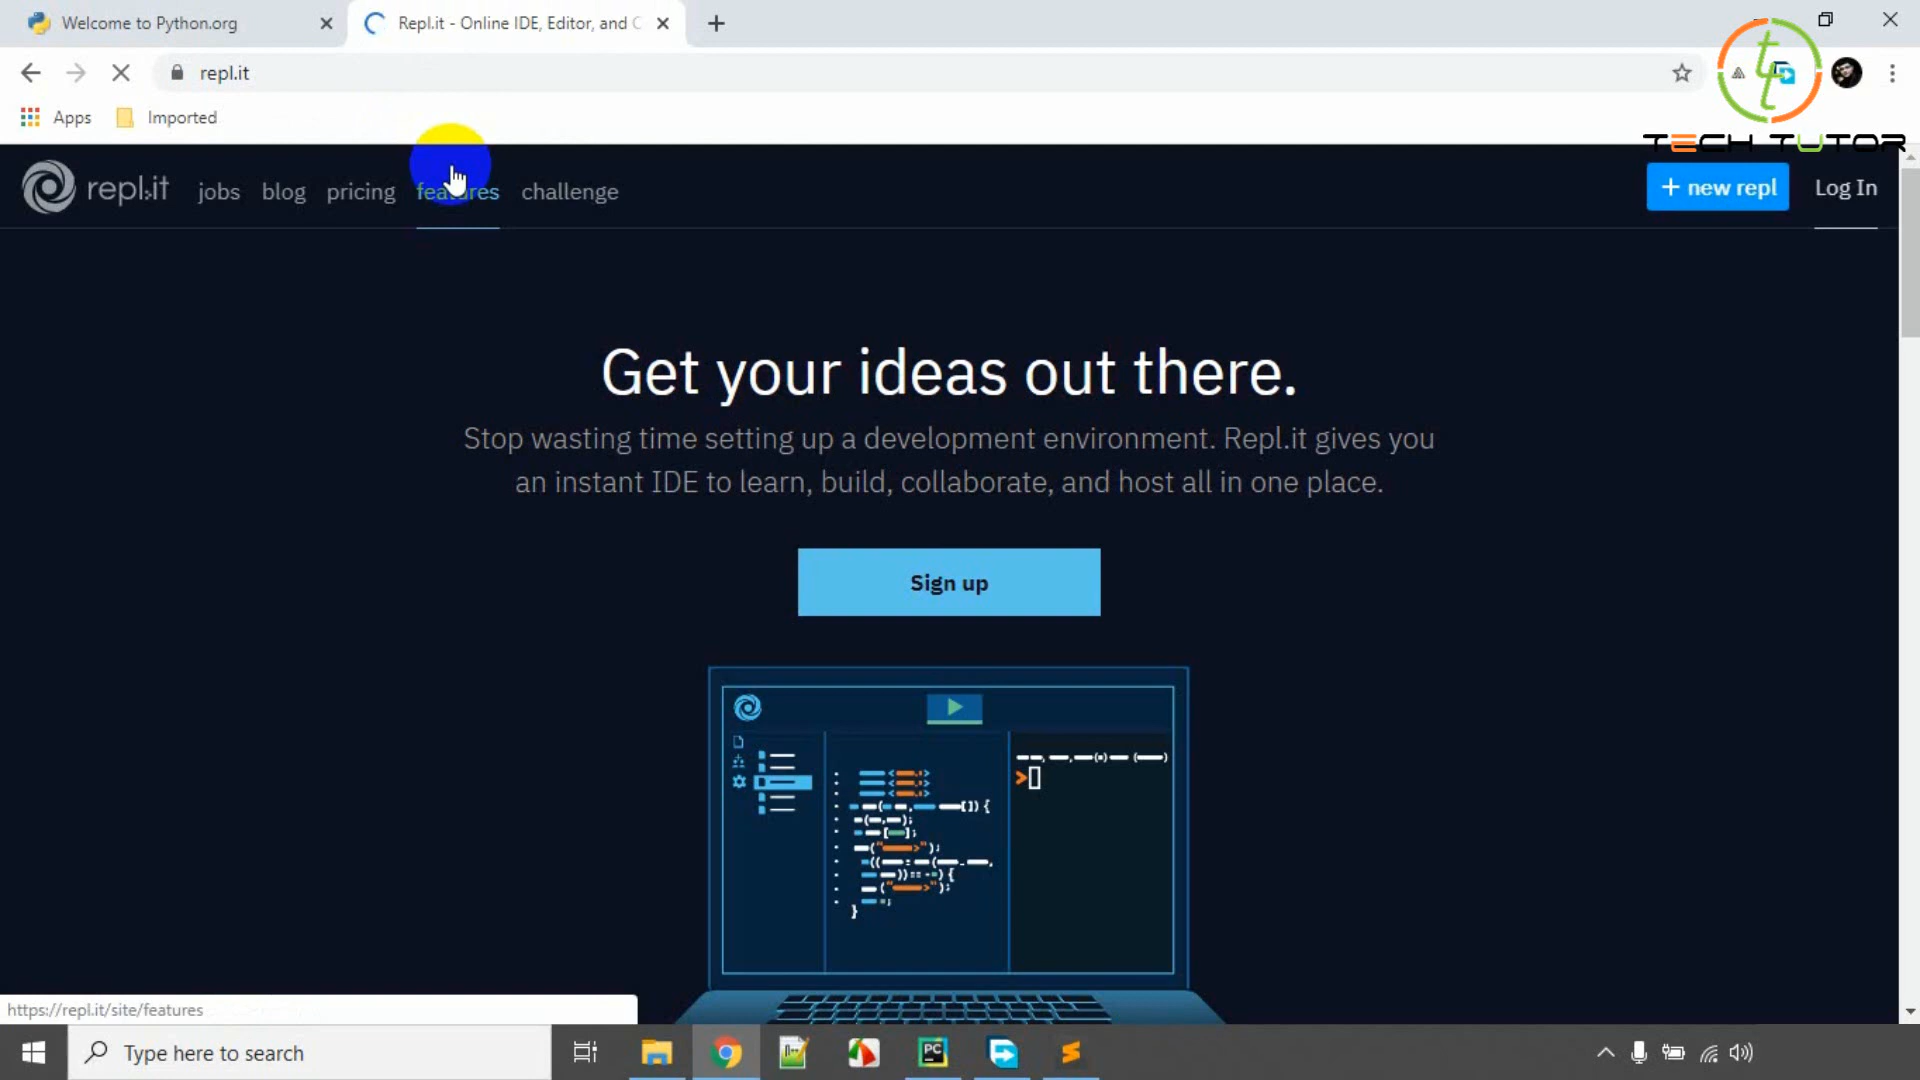 Welcome to Python.org
Repl.it - Online IDE, Editor, and C
repl.it
Apps
Imported
TECH TUTOR
repl.it
jobs
blog
pricing
features
challenge
+ new repl
Log In
Get your ideas out there.
Stop wasting time setting up a development environment. Repl.it gives you
an instant IDE to learn, build, collaborate, and host all in one place.
Sign up
https://repl.it/site/features
Type here to search
PC